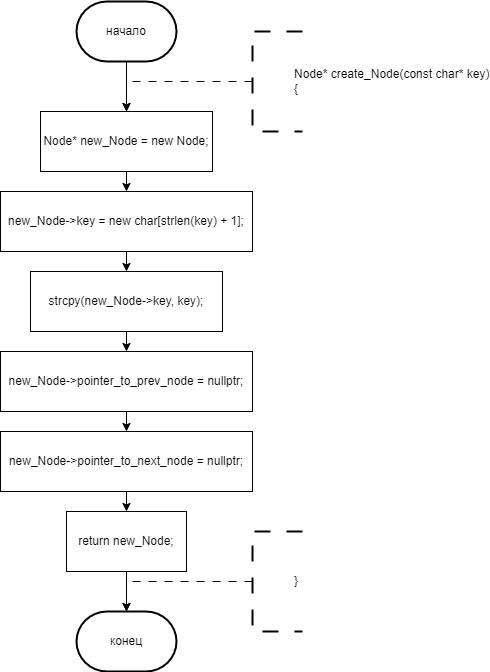 начало
Node* create_Node(const char* key)
{
Node* new_Node = new Node;
new_Node->key = new char[strlen(key) + 1];
strcpy(new_Node->key, key);
new_Node->pointer_to_prev_node = nullptr;
new_Node->pointer_to_next_node = nullptr;
return new_Node;
}
конец